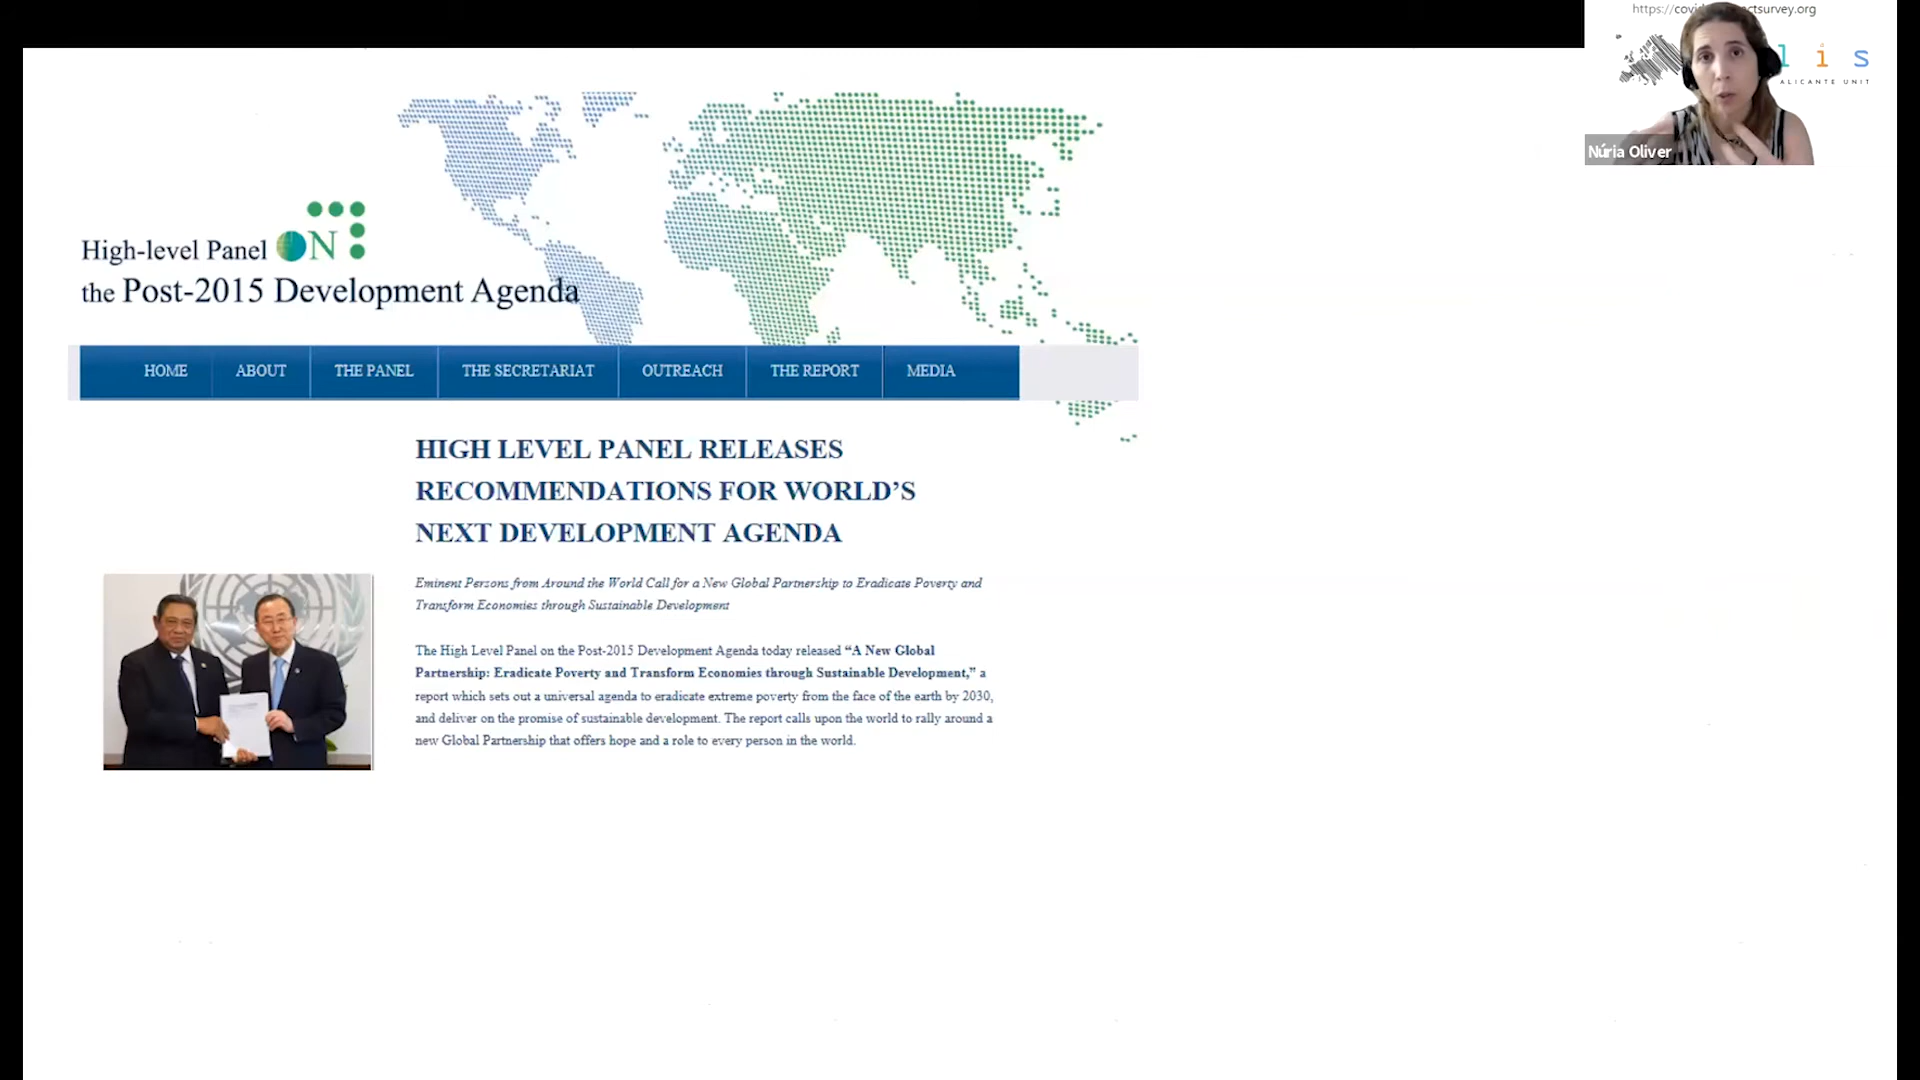 https://covid
ctsurvey.org
l i s
ALICANTE UNIT
Núria Oliver
High-level Panel ON
the Post-2015 Development Agenda
HOME ABOUT THE PANEL THE SECRETARIAT OUTREACH THE REPORT MEDIA
HIGH LEVEL PANEL RELEASES
RECOMMENDATIONS FOR WORLD’S
NEXT DEVELOPMENT AGENDA
Eminent Persons from Around the World Call for a New Global Partnership to Eradicate Poverty and
Transform Economies through Sustainable Development
The High Level Panel on the Post-2015 Development Agenda today released “A New Global
Partnership: Eradicate Poverty and Transform Economies through Sustainable Development,” a
report which sets out a universal agenda to eradicate extreme poverty from the face of the earth by 2030,
and deliver on the promise of sustainable development. The report calls upon the world to rally around a
new Global Partnership that offers hope and a role to every person in the world.